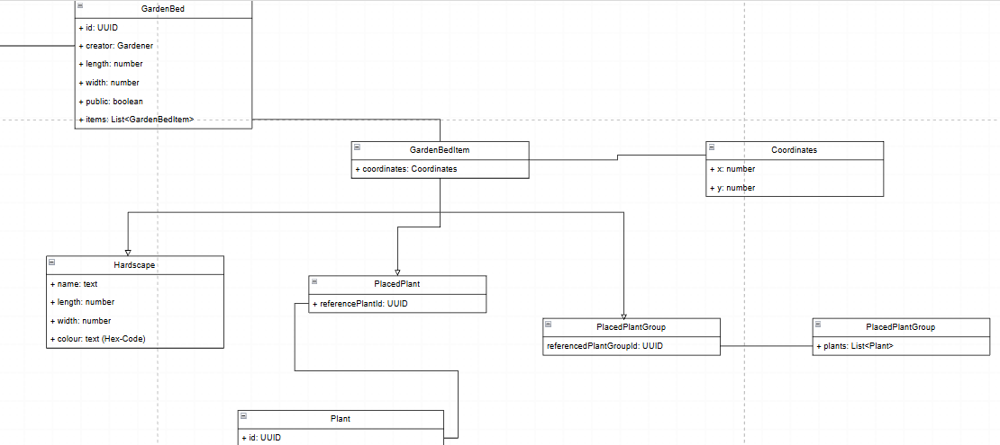 GardenBed
+ id: UUID
+ creator: Gardener
+ length: number
+ width: number
+ public: boolean
+ items: List<GardenBedItem>
GardenBedItem
+ coordinates: Coordinates
Coordinates
+ x: number
+ y: number
Hardscape
+ name: text
+ length: number
+ width: number
+ colour: text (Hex-Code)
PlacedPlant
+ referencePlantId: UUID
PlacedPlantGroup
referencedPlantGroupId: UUID
PlacedPlantGroup
+ plants: List<Plant>
Plant
+ id: UUID